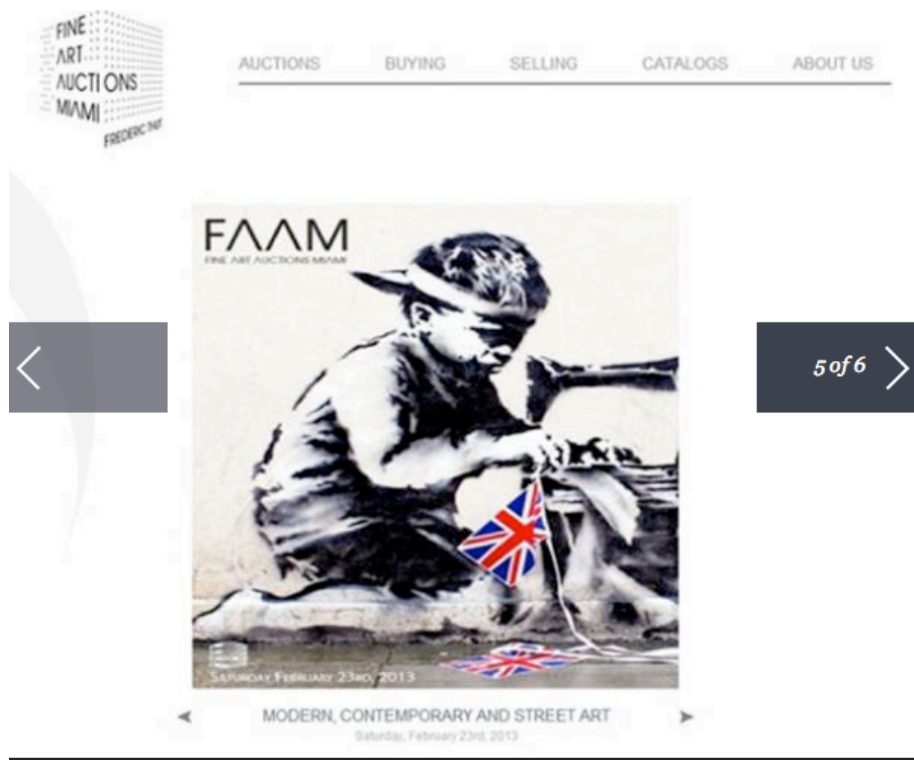 FINE
ART
AUCTIONS
MIAMI
FREDERIC THUT
AUCTIONS BUYING SELLING CATALOGS ABOUT US
FAAM
FINE ART AUCTIONS MIAMI
5 of 6
SATURDAY FEBRUARY 23RD, 2013
MODERN, CONTEMPORARY AND STREET ART
Saturday, February 23rd, 2013